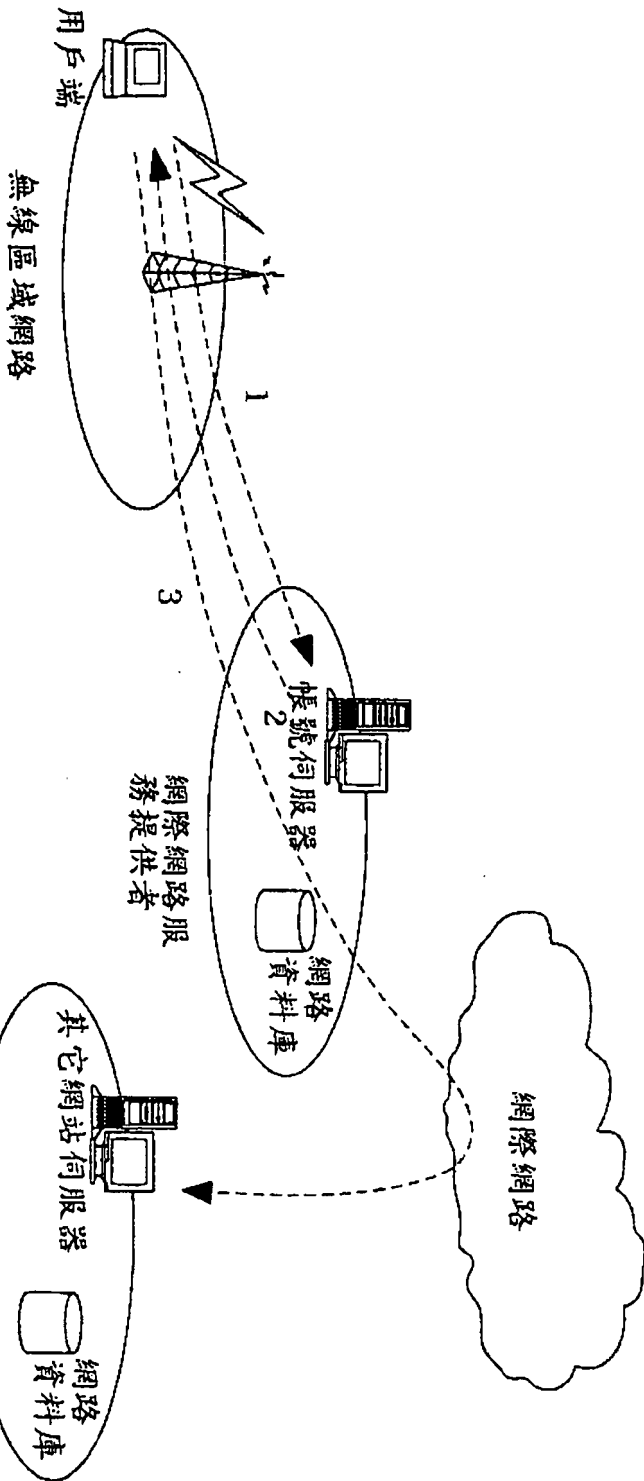 用戶端
無線區域網路
1
2
3
帳號伺服器
網際網路服
務提供者
網路
資料庫
網際網路
其它網站伺服器
網路
資料庫